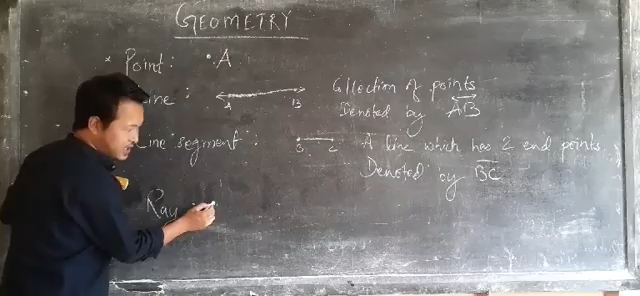 GEOMETRY
* Point : • A
Line : A B Collection of points
Denoted by AB
Line segment : B C A line which has 2 end points.
Denoted by BC
Ray :